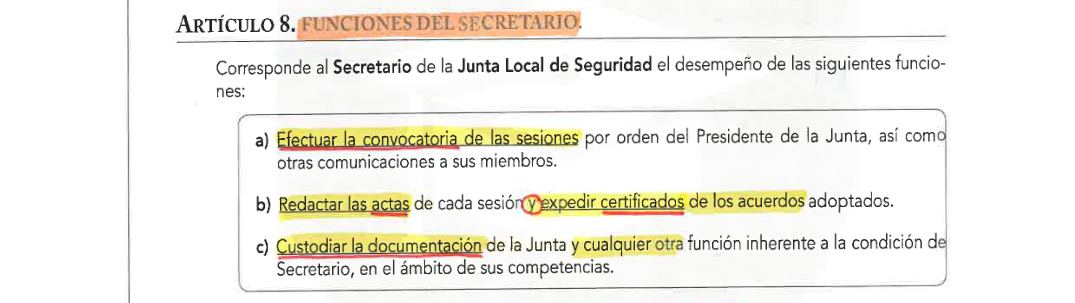 ARTÍCULO 8. FUNCIONES DEL SECRETARIO.
Corresponde al Secretario de la Junta Local de Seguridad el desempeño de las siguientes funcio-
nes:
a) Efectuar la convocatoria de las sesiones por orden del Presidente de la Junta, así como
otras comunicaciones a sus miembros.
b) Redactar las actas de cada sesión y expedir certificados de los acuerdos adoptados.
c) Custodiar la documentación de la Junta y cualquier otra función inherente a la condición de
Secretario, en el ámbito de sus competencias.